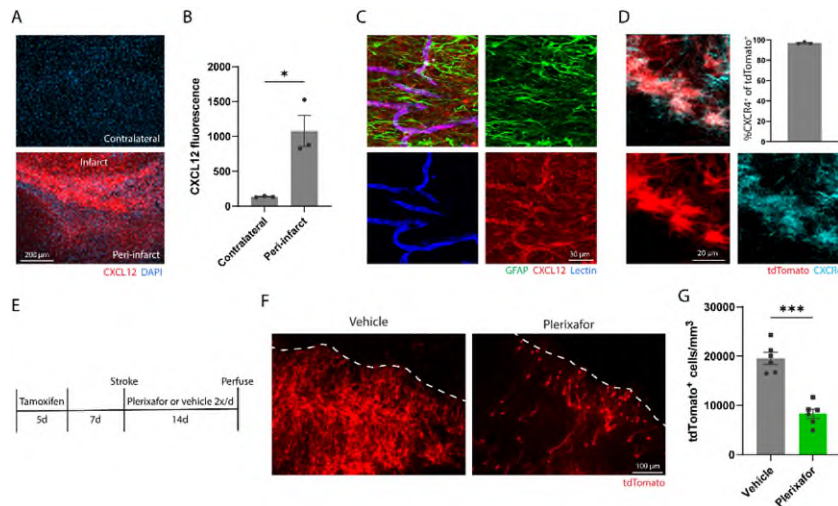 A
Contralateral
Infarct
200 μm
Peri-infarct
CXCL12 DAPI
B
CXCL12 fluorescence
2000
1500
1000
500
0
*
Contralateral
Peri-infarct
C
30 μm
GFAP CXCL12 Lectin
D
%CXCR4+ of tdTomato+
100
80
60
40
20
0
20 μm
tdTomato CXCR
E
Stroke
Perfuse
Tamoxifen
Plerixafor or vehicle 2x/d
5d
7d
14d
F
Vehicle
Plerixafor
100 μm
tdTomato
G
tdTomato+ cells/mm3
30000
20000
10000
0
***
Vehicle
Plerixafor